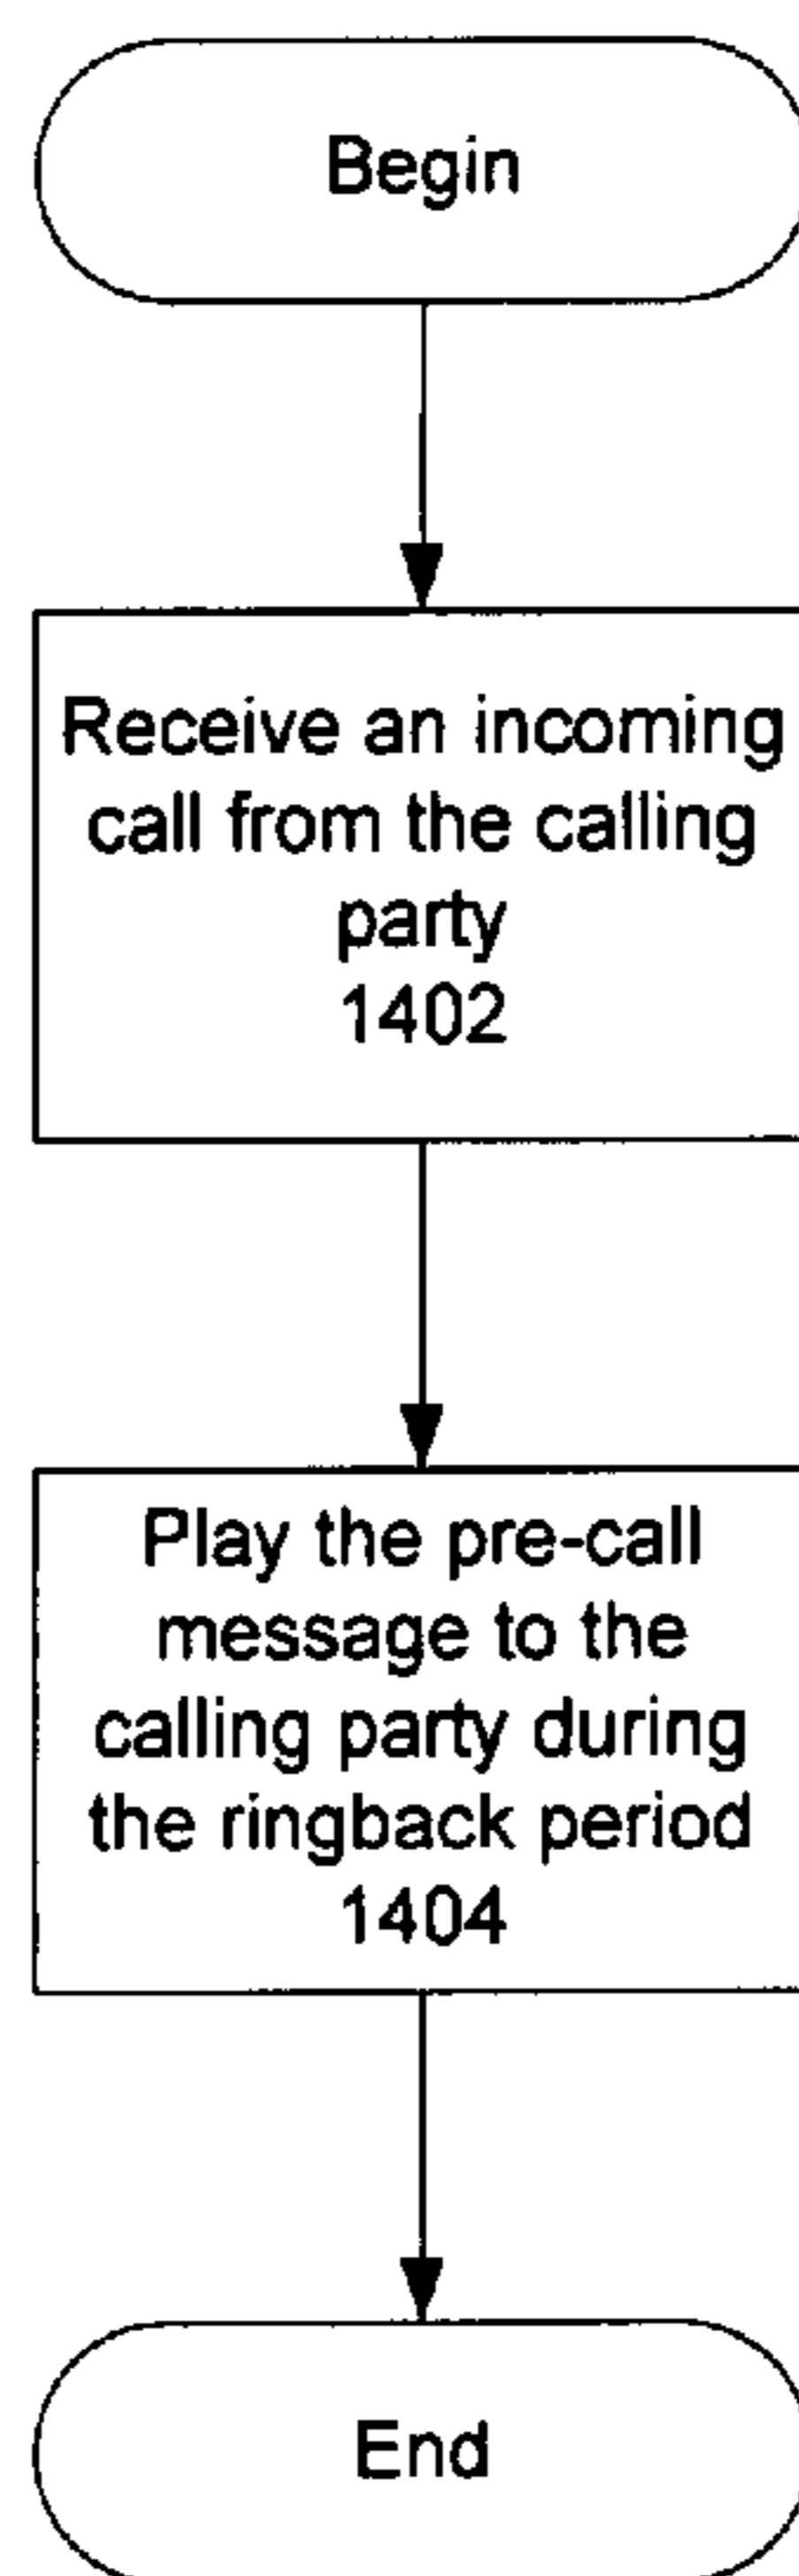 Begin
Receive an incoming
call from the calling
party
1402
Play the pre-call
message to the
calling party during
the ringback period
1404
End